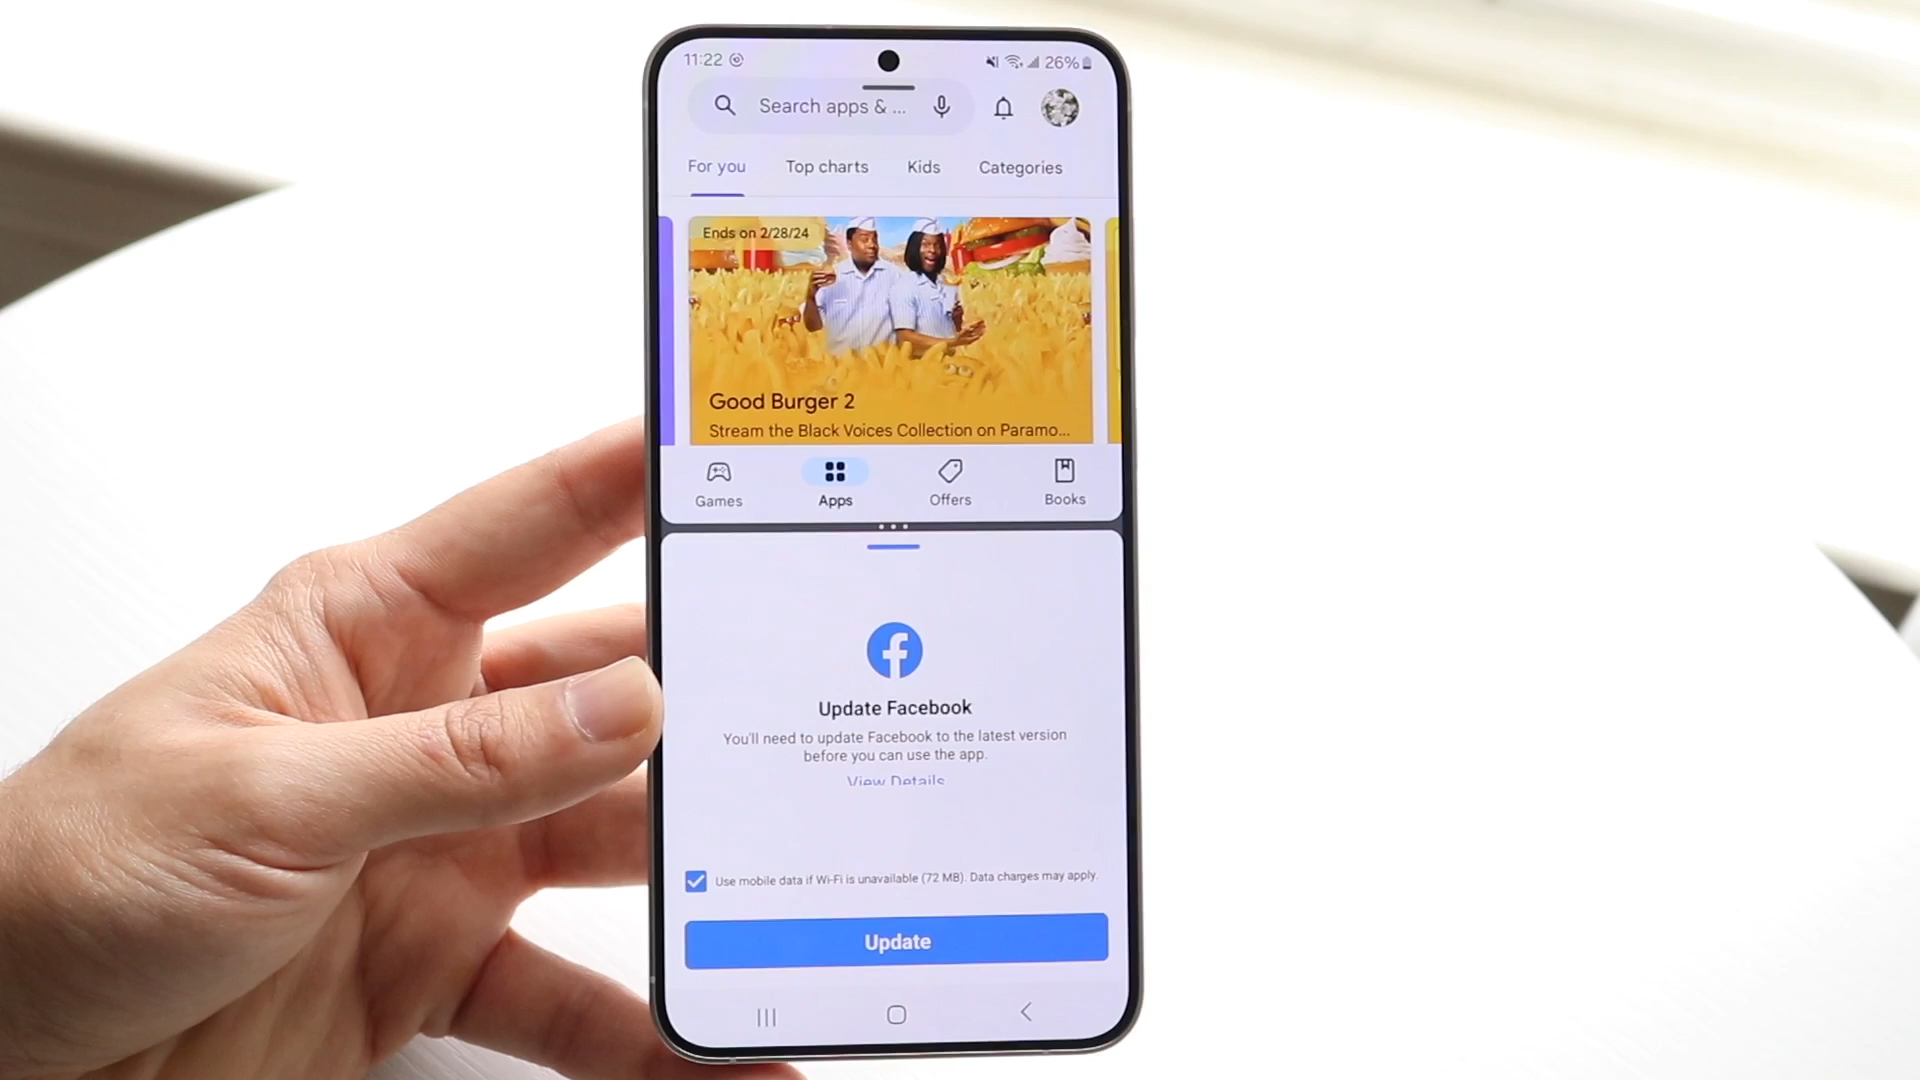 11:22
26%
Search apps & ...
For you
Top charts
Kids
Categories
Ends on 2/28/24
Good Burger 2
Stream the Black Voices Collection on Paramo...
Games
Apps
Offers
Books
Update Facebook
You'll need to update Facebook to the latest version
before you can use the app.
View Details
Use mobile data if Wi-Fi is unavailable (72 MB). Data charges may apply.
Update